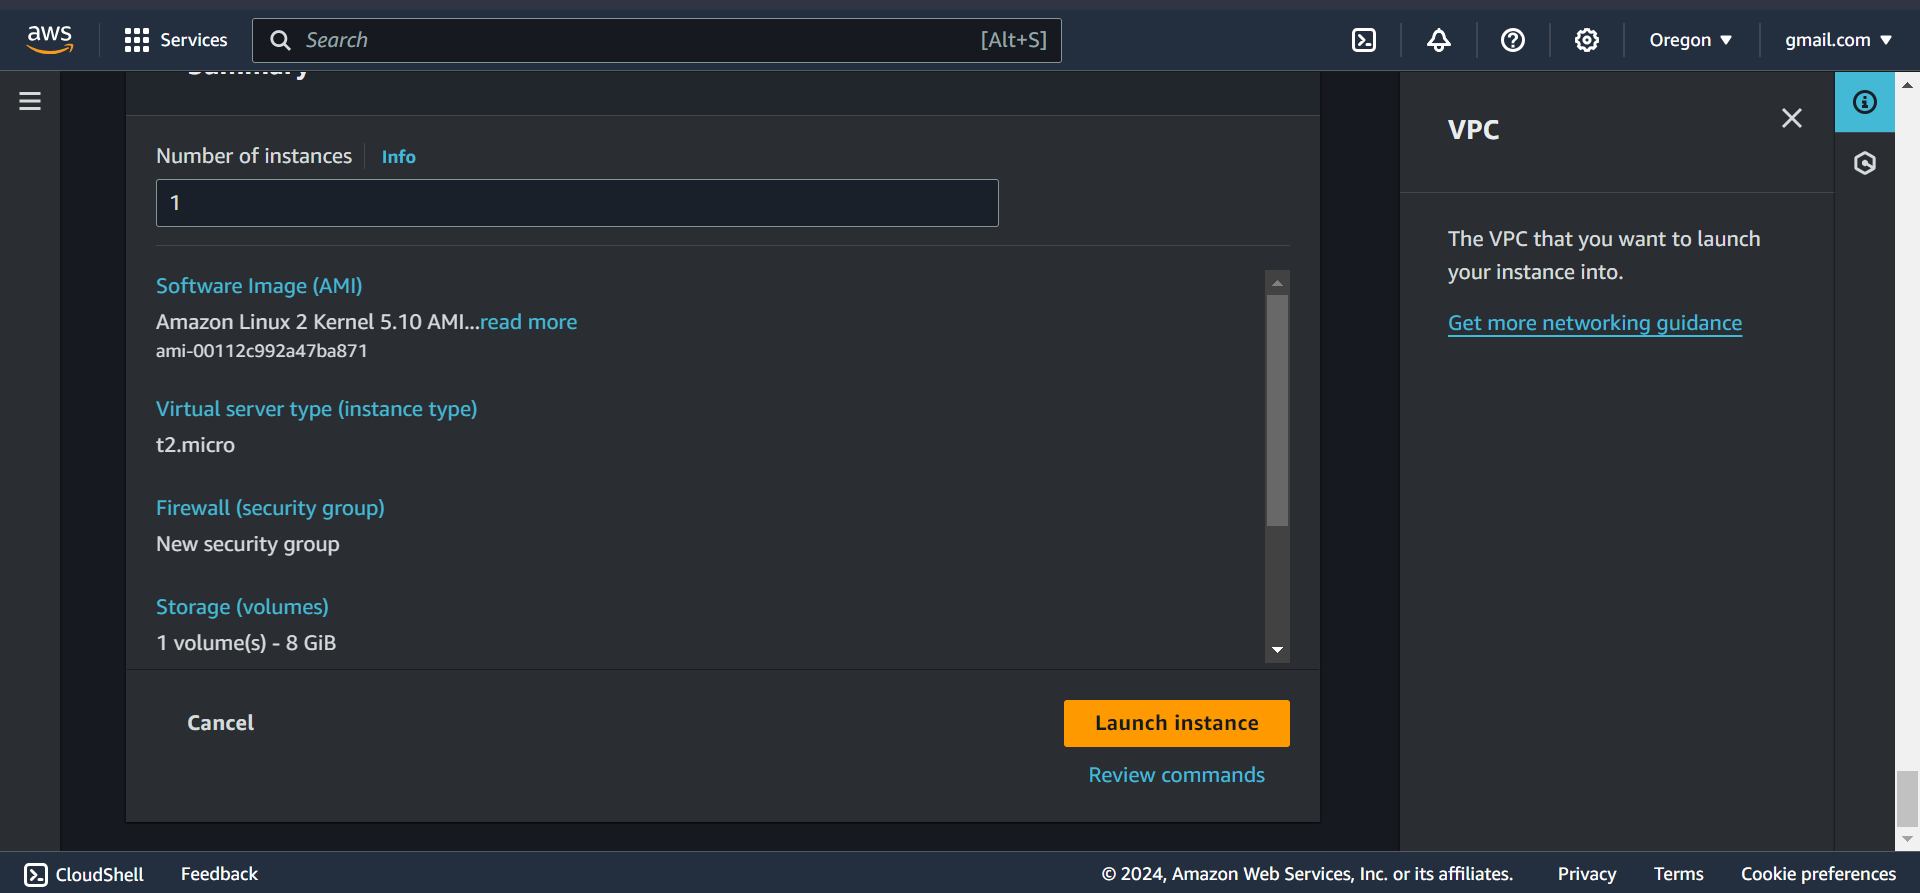 aws
Services
Search
[Alt+S]
Oregon
gmail.com
Summary
Number of instances
Info
1
Software Image (AMI)
Amazon Linux 2 Kernel 5.10 AMI...read more
ami-00112c992a47ba871
Virtual server type (instance type)
t2.micro
Firewall (security group)
New security group
Storage (volumes)
1 volume(s) - 8 GiB
Cancel
Launch instance
Review commands
VPC
The VPC that you want to launch
your instance into.
Get more networking guidance
CloudShell
Feedback
© 2024, Amazon Web Services, Inc. or its affiliates.
Privacy
Terms
Cookie preferences